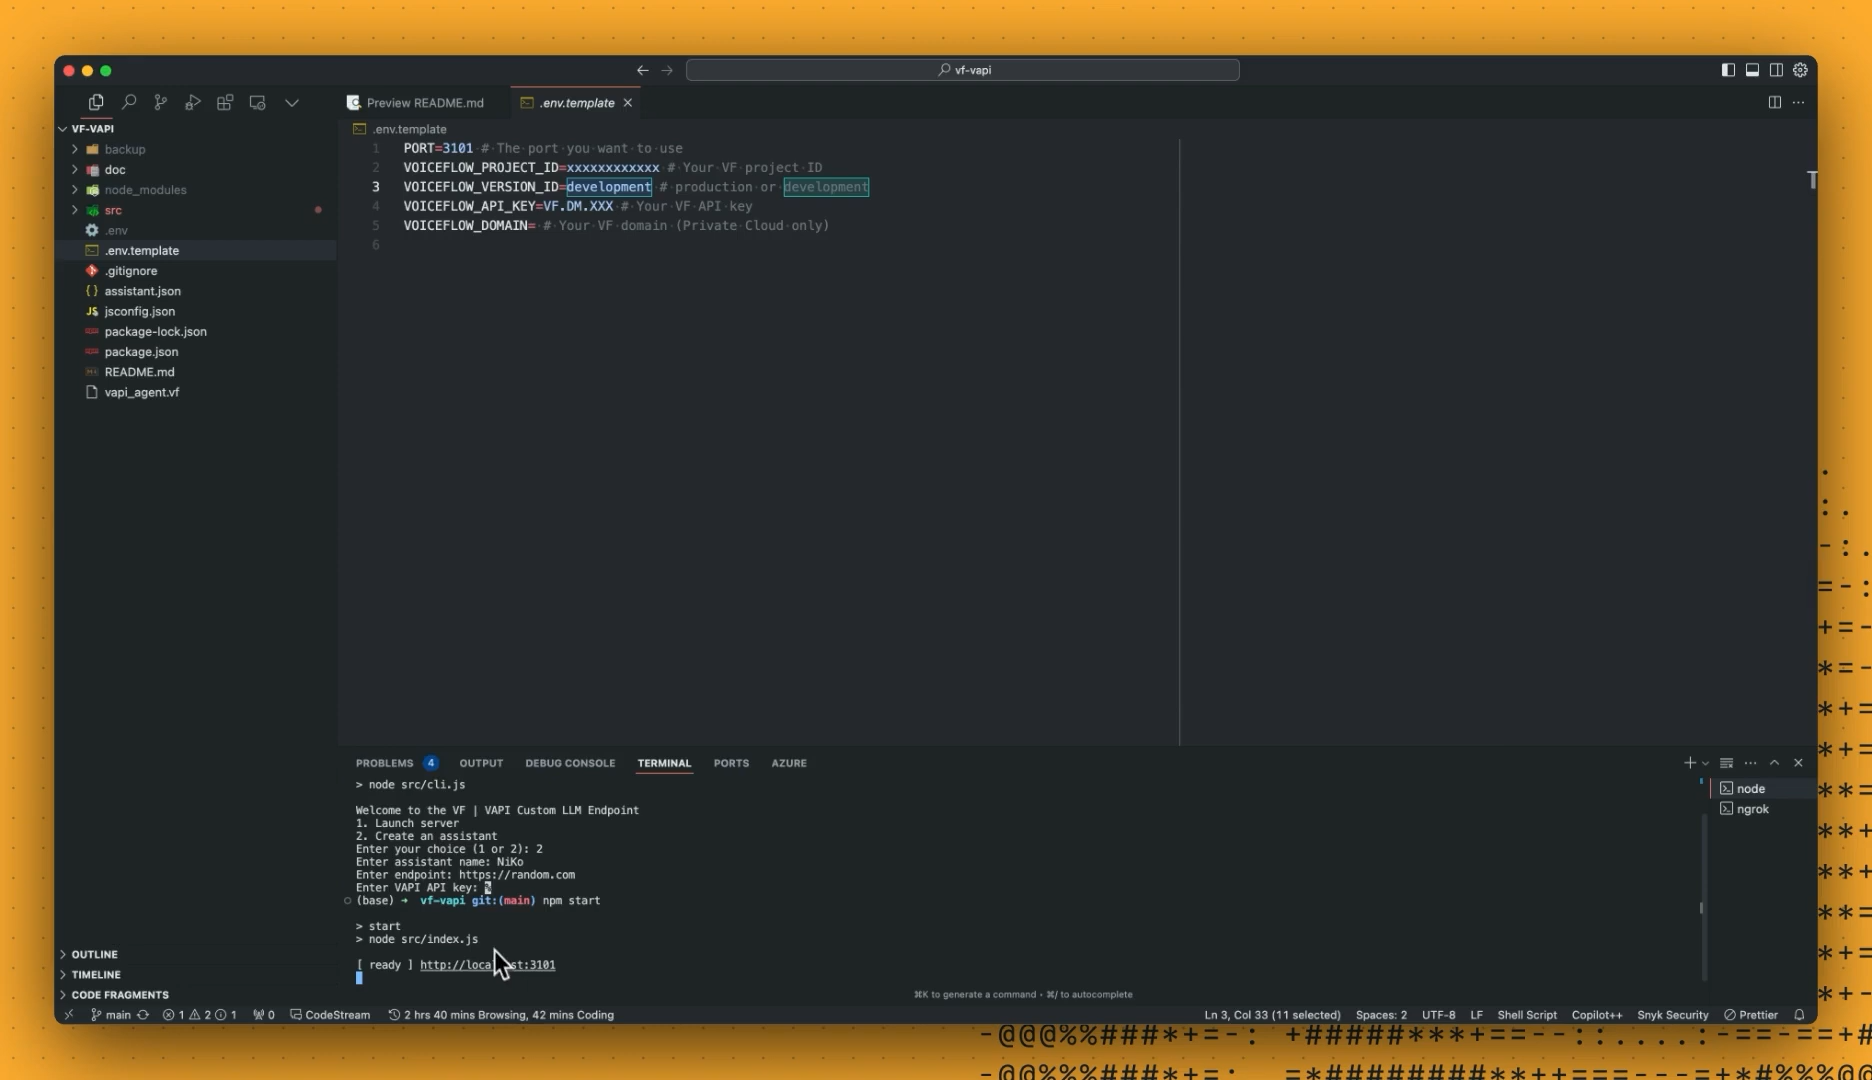 vf-vapi
Preview README.md
.env.template
VF-VAPI
backup
doc
node_modules
src
.env
.env.template
.gitignore
assistant.json
jsconfig.json
package-lock.json
package.json
README.md
vapi_agent.vf
OUTLINE
TIMELINE
CODE FRAGMENTS
.env.template
1 PORT=3101 # The port you want to use
2 VOICEFLOW_PROJECT_ID=xxxxxxxxxxxx # Your VF project ID
3 VOICEFLOW_VERSION_ID=development # production or development
4 VOICEFLOW_API_KEY=VF.DM.XXX # Your VF API key
5 VOICEFLOW_DOMAIN= # Your VF domain (Private Cloud only)
6
PROBLEMS 4 OUTPUT DEBUG CONSOLE TERMINAL PORTS AZURE
> node src/cli.js
Welcome to the VF | VAPI Custom LLM Endpoint
1. Launch server
2. Create an assistant
Enter your choice (1 or 2): 2
Enter assistant name: NiKo
Enter endpoint: https://random.com
Enter VAPI API key: %
(base) → vf-vapi git:(main) npm start
> start
> node src/index.js
[ ready ] http://loca st:3101
node
ngrok
⌘K to generate a command • ⌘/ to autocomplete
main 1 2 1 0 CodeStream 2 hrs 40 mins Browsing, 42 mins Coding
Ln 3, Col 33 (11 selected) Spaces: 2 UTF-8 LF Shell Script Copilot++ Snyk Security Prettier